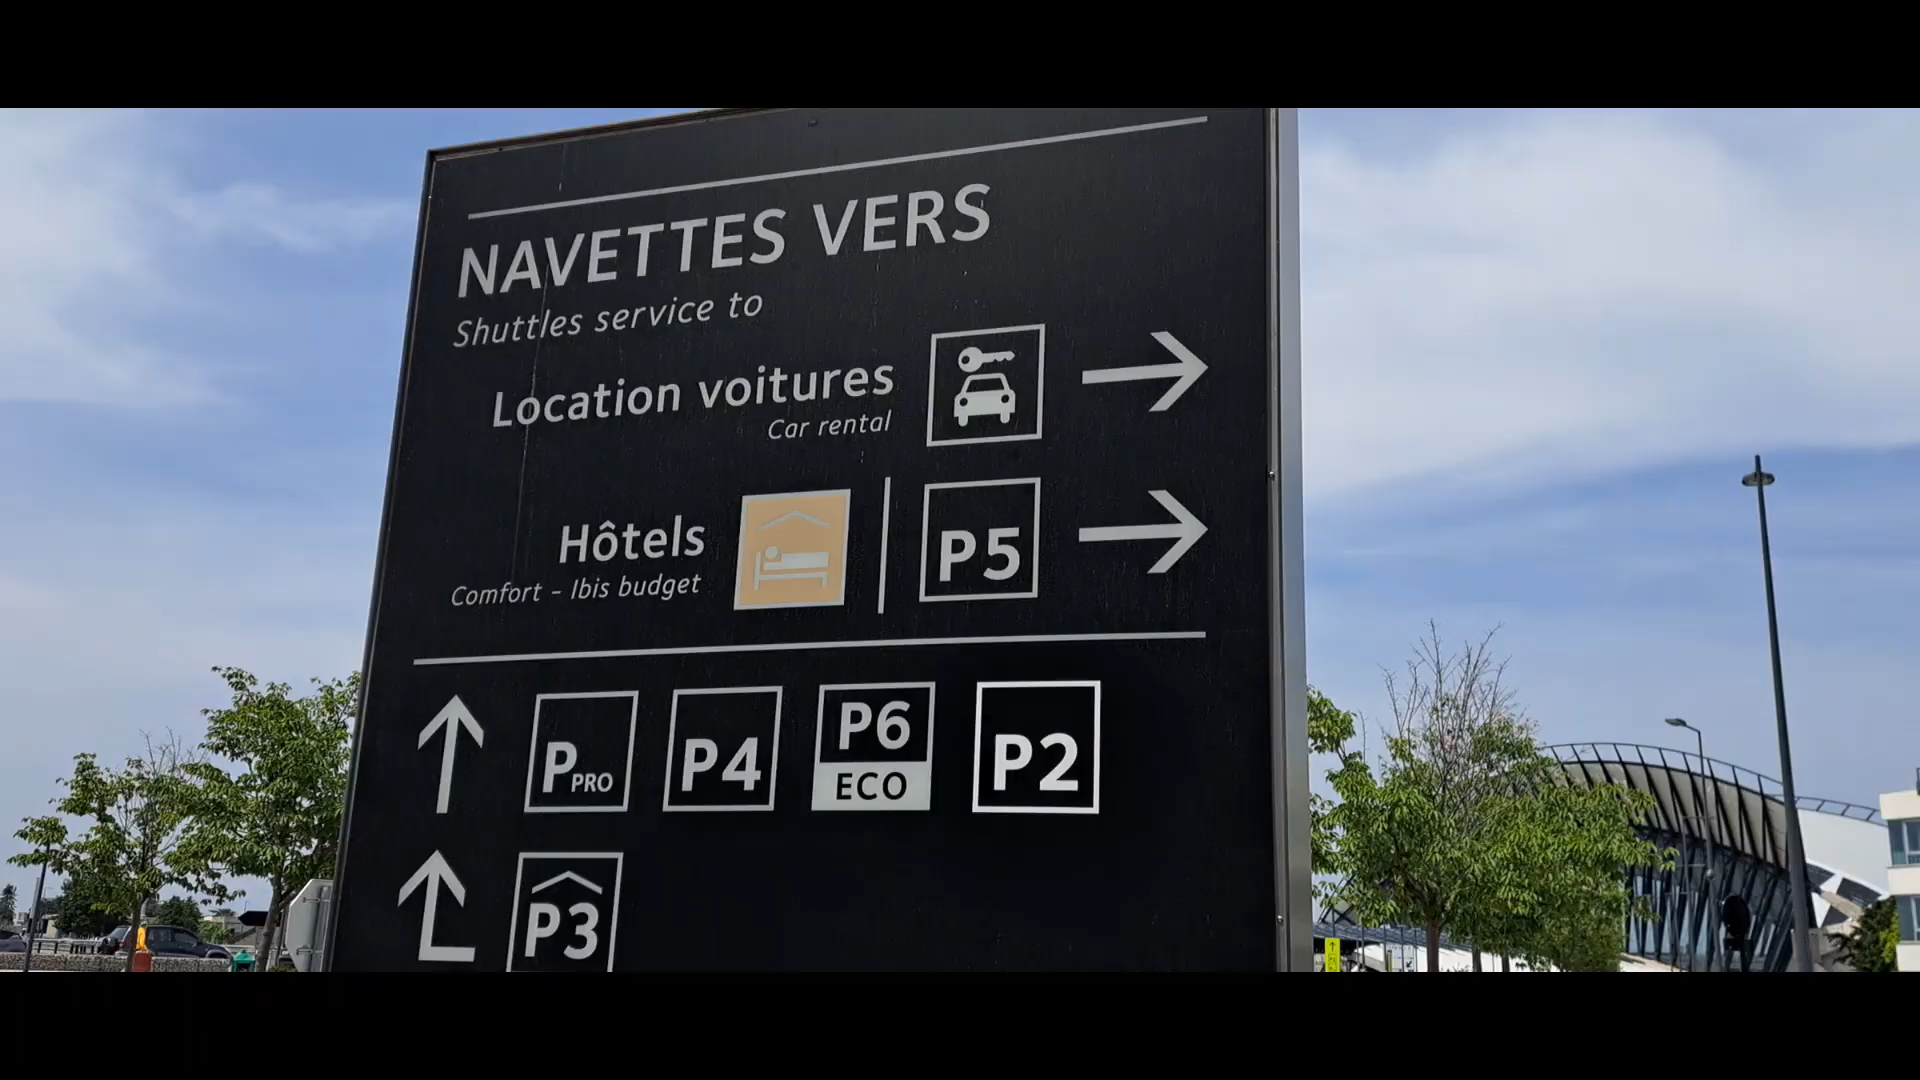 NAVETTES VERS
Shuttles service to
Location voitures
Car rental
Hôtels
Comfort - Ibis budget
P5
PPRO P4 P6 ECO P2
P3